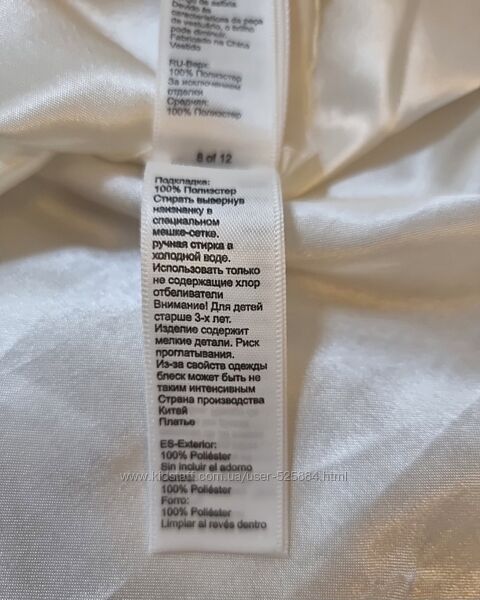 Devido às
características da peça
de vestuário, o brilho
pode diminuir.
Fabricado na China
Vestido
RU-Верх:
100% Полиэстер
За исключением
отделки
Средняя:
100% Полиэстер
8 of 12
Подкладка:
100% Полиэстер
Стирать вывернув
наизнанку в
специальном
мешке-сетке.
ручная стирка в
холодной воде.
Использовать только
не содержащие хлор
отбеливатели
Внимание! Для детей
старше 3-х лет.
Изделие содержит
мелкие детали. Риск
проглатывания.
Из-за свойств одежды
блеск может быть не
таким интенсивным
Страна производства
Китай
Платье
ES-Exterior:
100% Poliéster
Sin incluir el adorno
www.kidstaff.com.ua/user-525884.html
100% Poliéster
Forro:
100% Poliéster
Limpiar al revés dentro